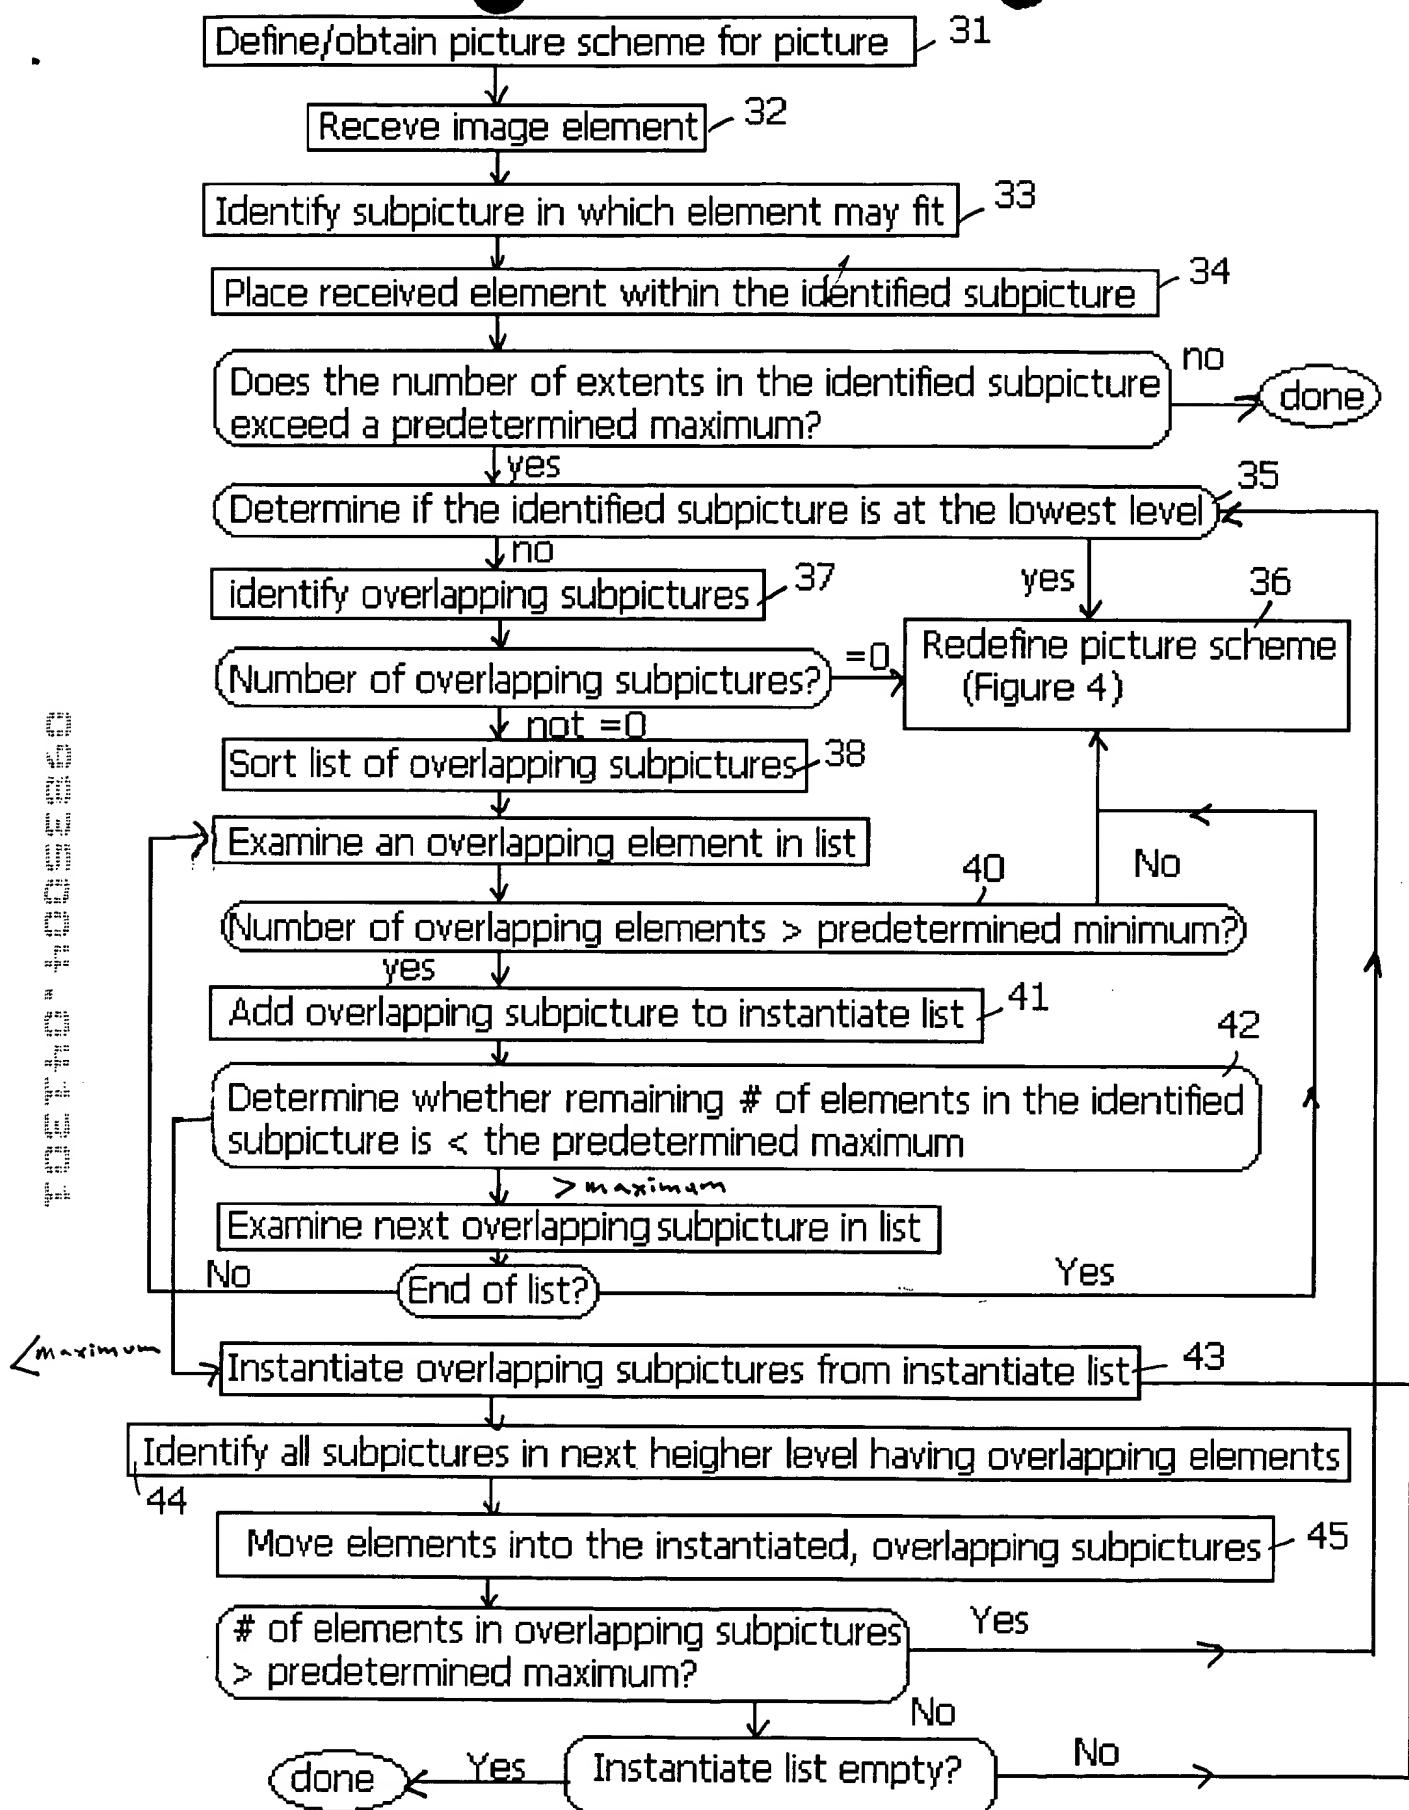 Define/obtain picture scheme for picture 31
Receve image element 32
Identify subpicture in which element may fit 33
Place received element within the identified subpicture 34
Does the number of extents in the identified subpicture
exceed a predetermined maximum?
no
done
yes
35
Determine if the identified subpicture is at the lowest level
no
identify overlapping subpictures 37
yes
36
Redefine picture scheme
(Figure 4)
Number of overlapping subpictures?
=0
not =0
Sort list of overlapping subpictures 38
Examine an overlapping element in list
40
No
Number of overlapping elements > predetermined minimum?
yes
Add overlapping subpicture to instantiate list 41
42
Determine whether remaining # of elements in the identified
subpicture is < the predetermined maximum
>maximum
Examine next overlapping subpicture in list
No
End of list?
Yes
<maximum
Instantiate overlapping subpictures from instantiate list 43
Identify all subpictures in next heigher level having overlapping elements
44
Move elements into the instantiated, overlapping subpictures 45
# of elements in overlapping subpictures
> predetermined maximum?
Yes
No
Instantiate list empty?
No
Yes
done